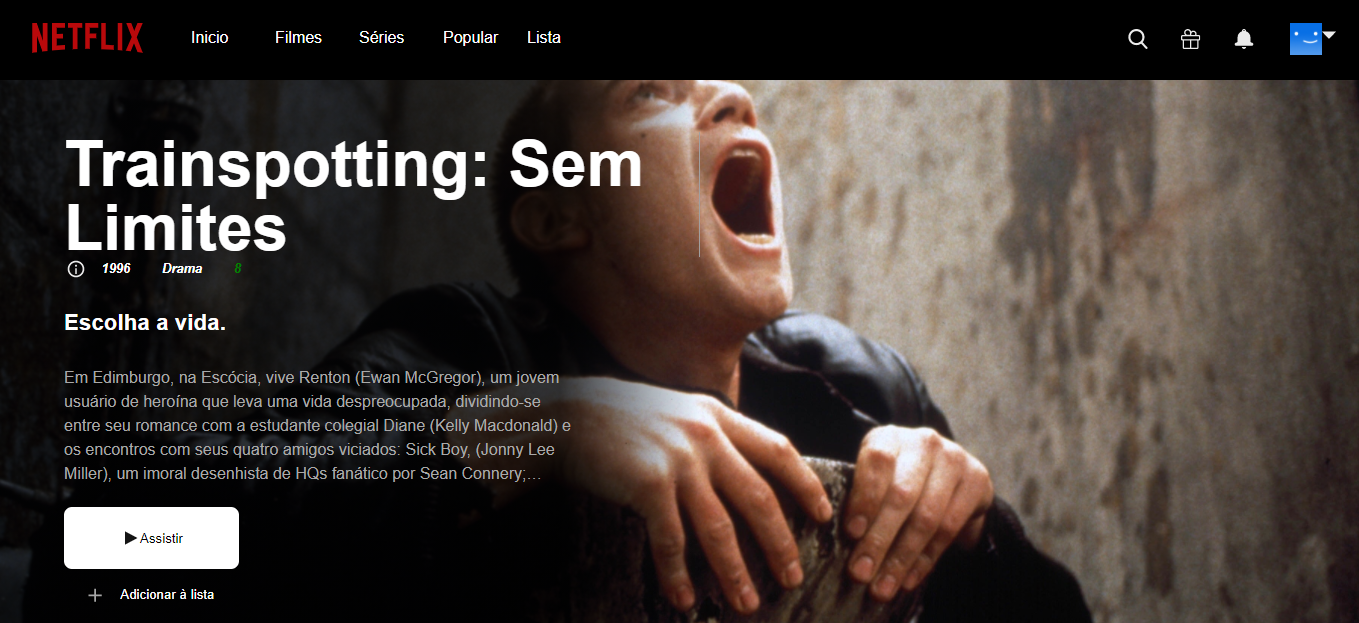 NETFLIX Inicio Filmes Séries Popular Lista
Trainspotting: Sem
Limites
1996 Drama 8
Escolha a vida.
Em Edimburgo, na Escócia, vive Renton (Ewan McGregor), um jovem
usuário de heroína que leva uma vida despreocupada, dividindo-se
entre seu romance com a estudante colegial Diane (Kelly Macdonald) e
os encontros com seus quatro amigos viciados: Sick Boy, (Jonny Lee
Miller), um imoral desenhista de HQs fanático por Sean Connery;...
Assistir
Adicionar à lista